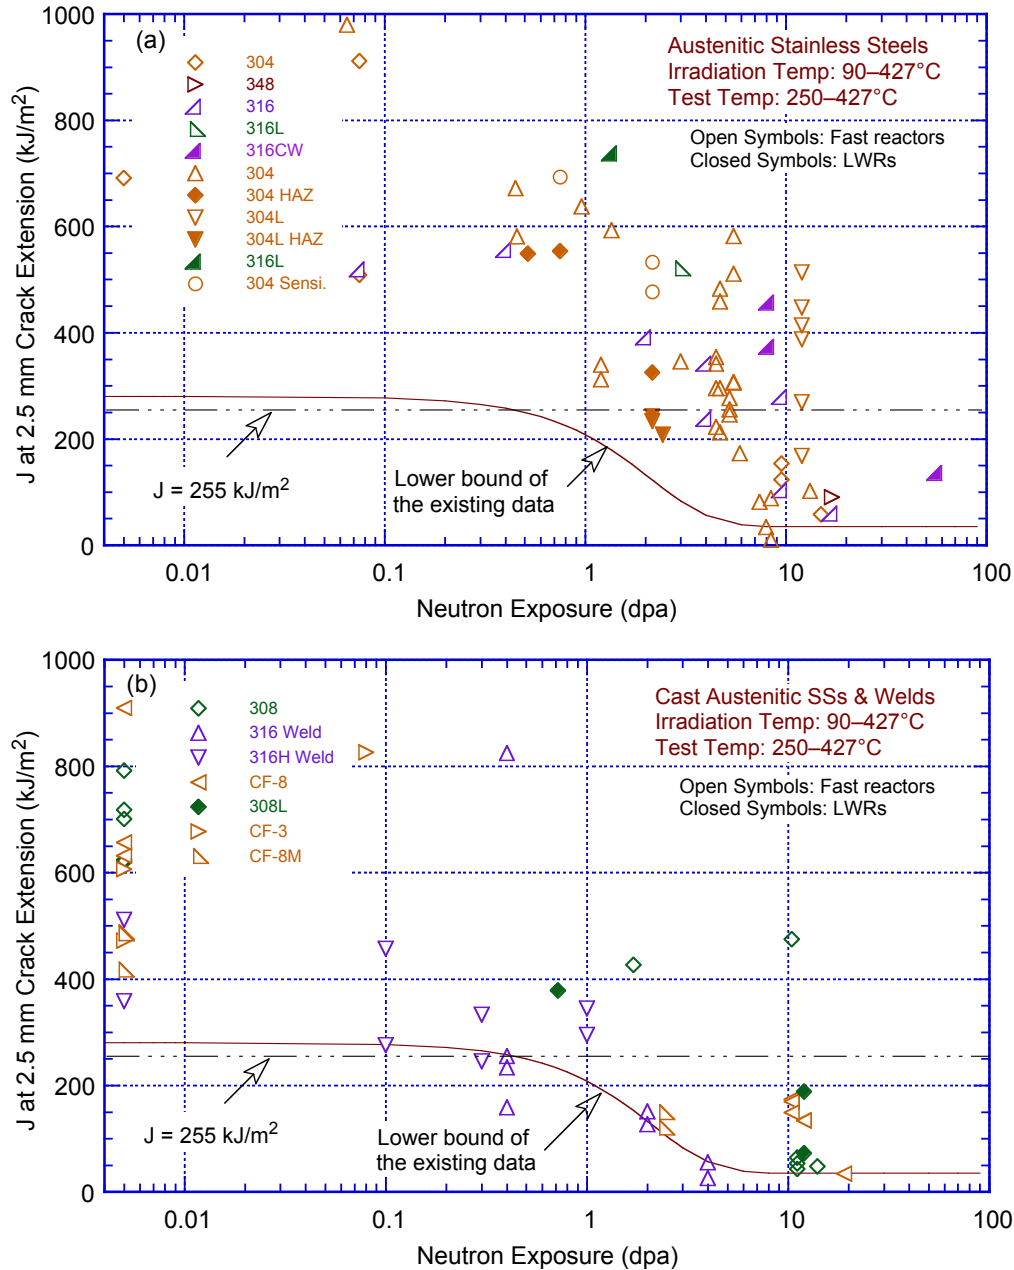 (a)
1000
800
600
400
200
0
J at 2.5 mm Crack Extension (kJ/m²)
304
348
316
316L
316CW
304
304 HAZ
304L
304L HAZ
316L
304 Sensi.
Austenitic Stainless Steels
Irradiation Temp: 90–427°C
Test Temp: 250–427°C
Open Symbols: Fast reactors
Closed Symbols: LWRs
J = 255 kJ/m²
Lower bound of
the existing data
0.01 0.1 1 10 100
Neutron Exposure (dpa)
(b)
1000
800
600
400
200
0
J at 2.5 mm Crack Extension (kJ/m²)
308
316 Weld
316H Weld
CF-8
308L
CF-3
CF-8M
Cast Austenitic SSs & Welds
Irradiation Temp: 90–427°C
Test Temp: 250–427°C
Open Symbols: Fast reactors
Closed Symbols: LWRs
J = 255 kJ/m²
Lower bound of
the existing data
0.01 0.1 1 10 100
Neutron Exposure (dpa)